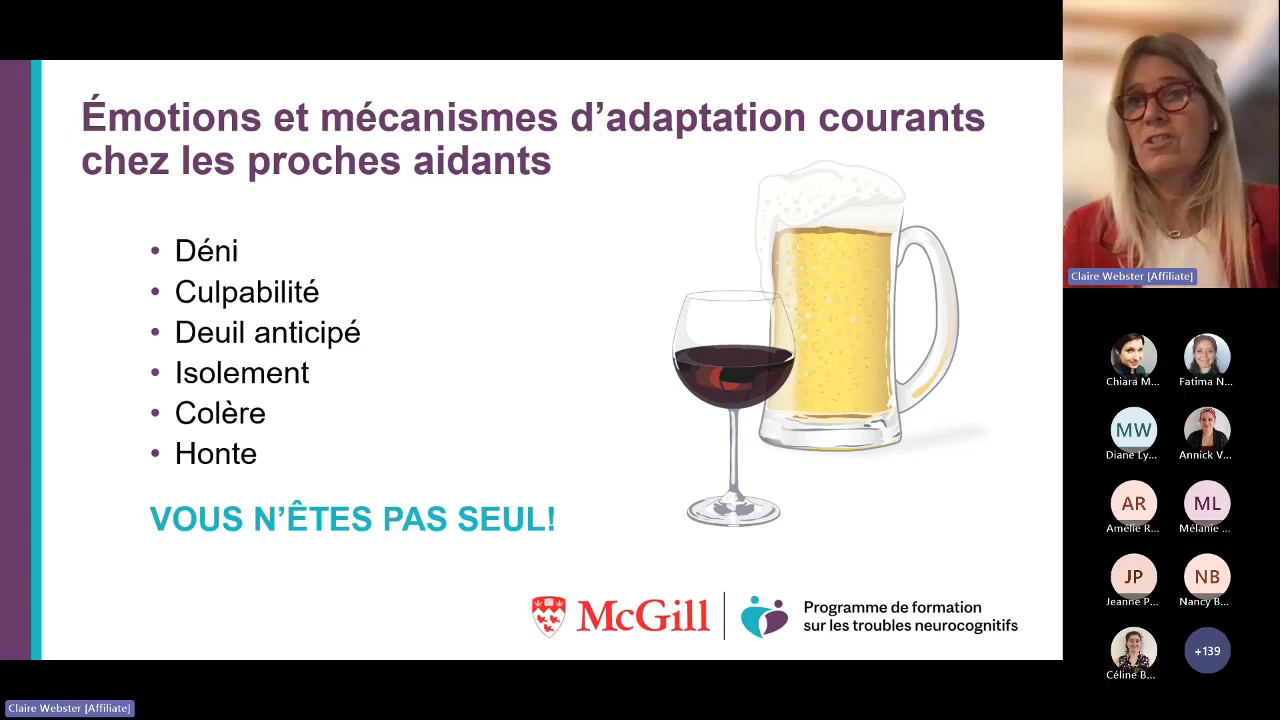 Émotions et mécanismes d’adaptation courants
chez les proches aidants
• Déni
• Culpabilité
• Deuil anticipé
• Isolement
• Colère
• Honte
VOUS N’ÊTES PAS SEUL!
McGill
Programme de formation
sur les troubles neurocognitifs
Claire Webster [Affiliate]
Chiara M...
Fatima N...
MW
Diane Ly...
Annick V...
AR
Amélie R...
ML
Mélanie ...
JP
Jeanne P...
NB
Nancy B...
Céline B...
+139
Claire Webster [Affiliate]